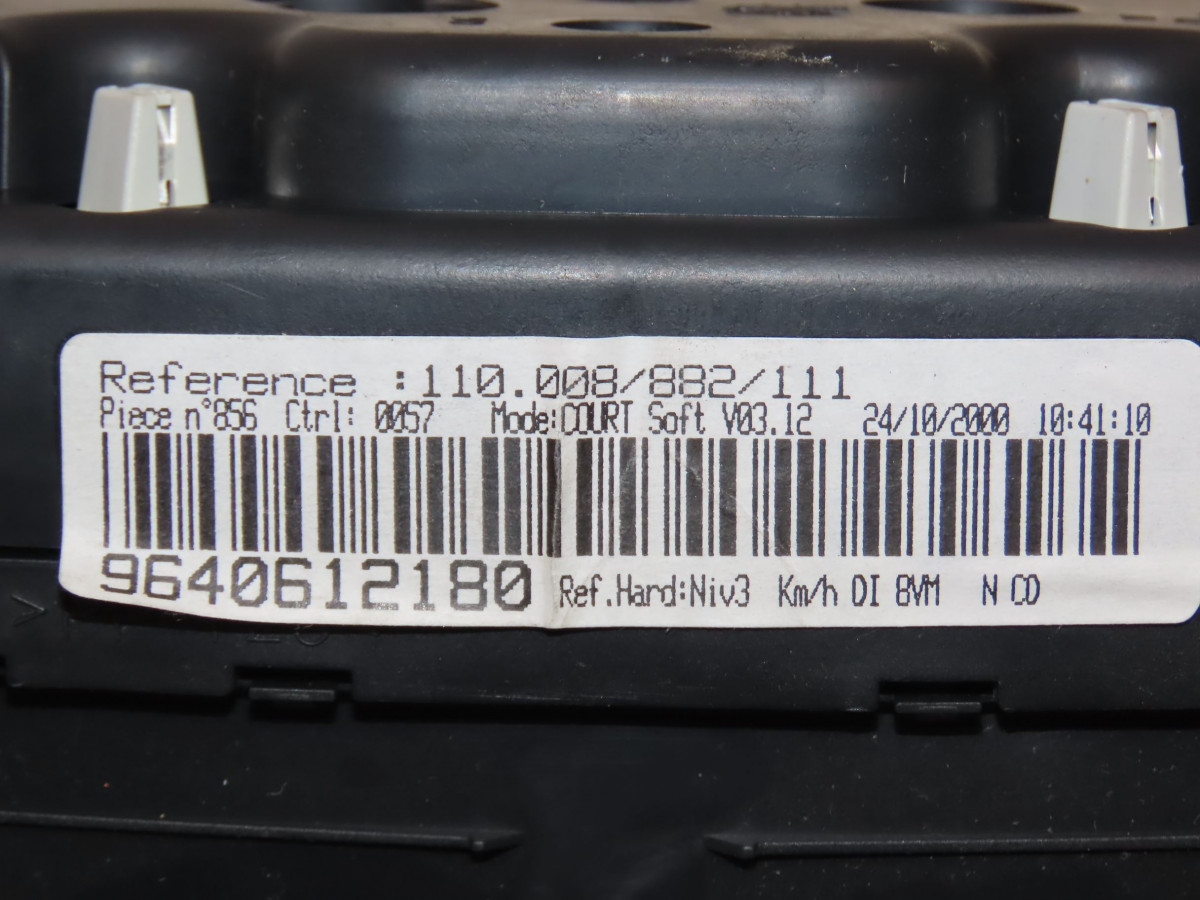 Reference :110.008/882/111
Piece n°856 Ctrl: 0057 Mode:COURT Soft V03.12 24/10/2000 10:41:10
9640612180 Ref.Hard:Niv3 Km/h DI 8VM N CD